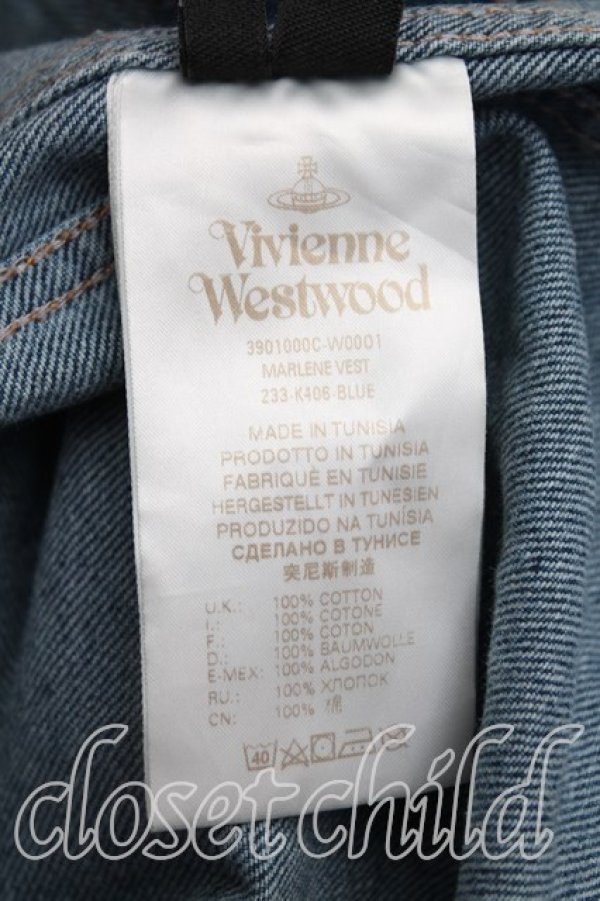 Vivienne
Westwood
3901000C-W0001
MARLENE VEST
233-K406-BLUE
MADE IN TUNISIA
PRODOTTO IN TUNISIA
FABRIQUÉ EN TUNISIE
HERGESTELLT IN TUNESIEN
PRODUZIDO NA TUNÍSIA
СДЕЛАНО В ТУНИСЕ
突尼斯制造
U.K.: 100% COTTON
I.: 100% COTONE
F.: 100% COTON
D.: 100% BAUMWOLLE
E-MEX: 100% ALGODON
RU.: 100% ХЛОПОК
CN: 100% 棉
40
closet child